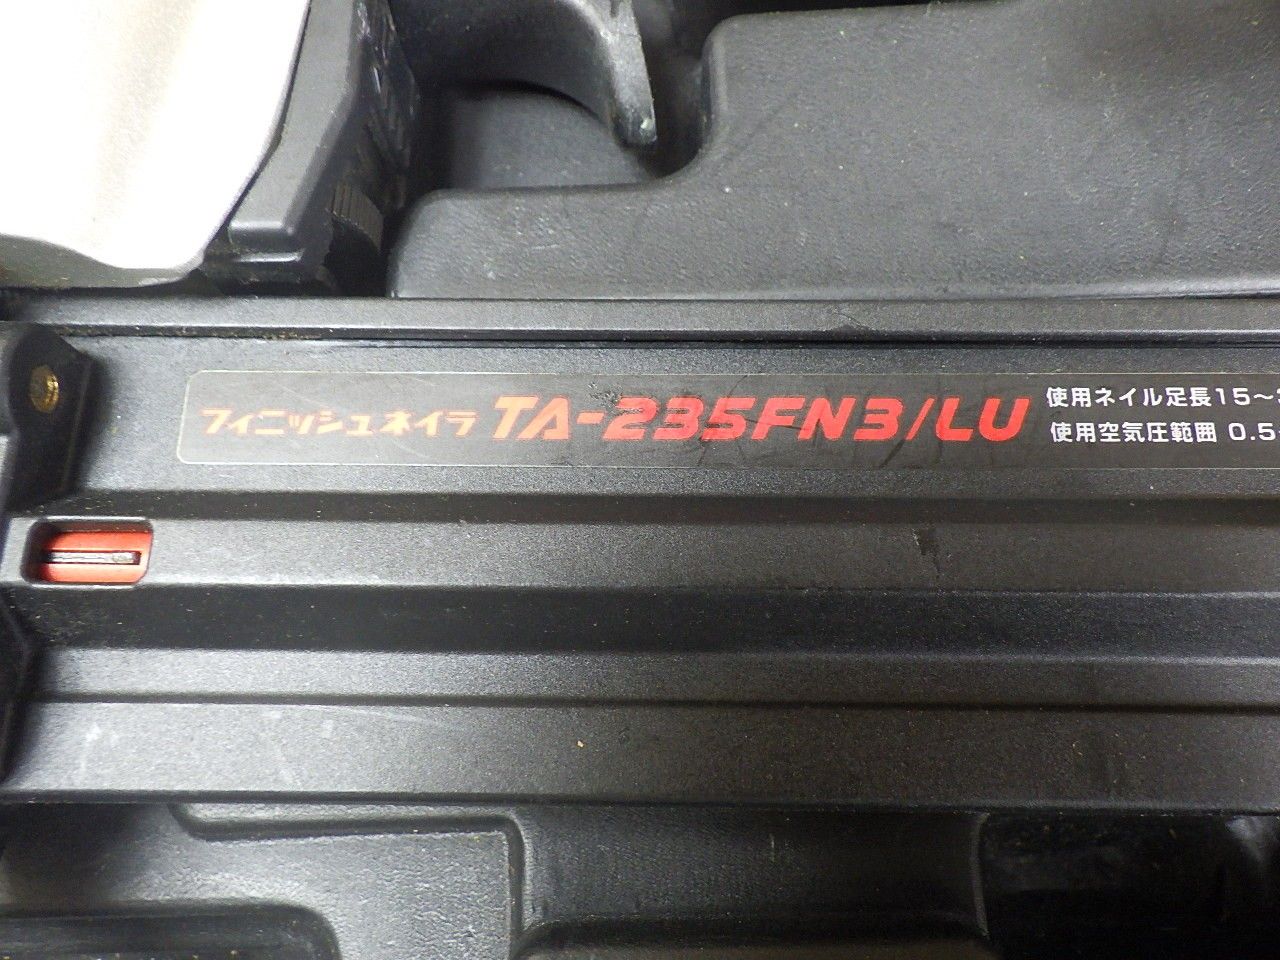 フィニッシュネイラ TA-235FN3/LU
使用ネイル足長15～
使用空気圧範囲 0.5